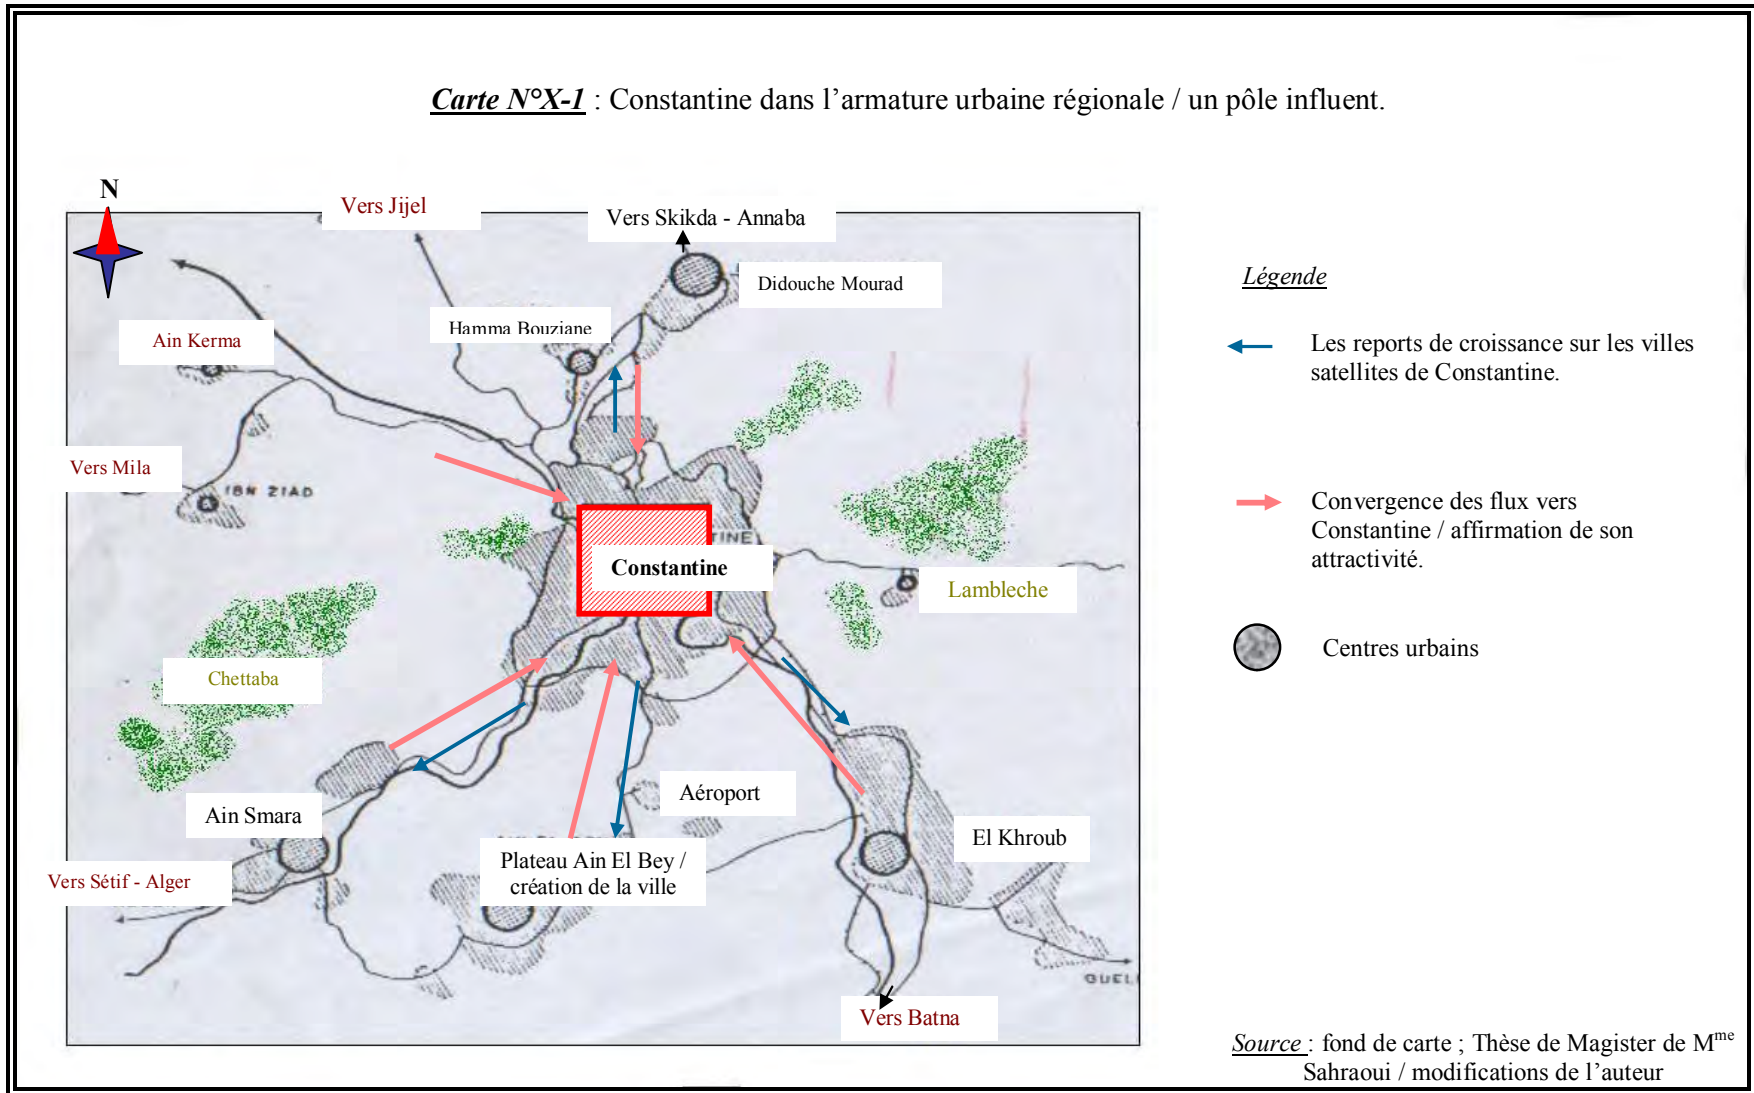 Carte N°X-1 : Constantine dans l'armature urbaine régionale / un pôle influent.
N
Vers Jijel
Vers Skikda - Annaba
Didouche Mourad
Hamma Bouziane
Ain Kerma
Vers Mila
IBN ZIAD
TINE
Constantine
Lambleche
Chettaba
Ain Smara
Aéroport
El Khroub
Plateau Ain El Bey /
création de la ville
Vers Sétif - Alger
GUEL
Vers Batna
Légende
Les reports de croissance sur les villes
satellites de Constantine.
Convergence des flux vers
Constantine / affirmation de son
attractivité.
Centres urbains
Source : fond de carte ; Thèse de Magister de Mme
Sahraoui / modifications de l'auteur